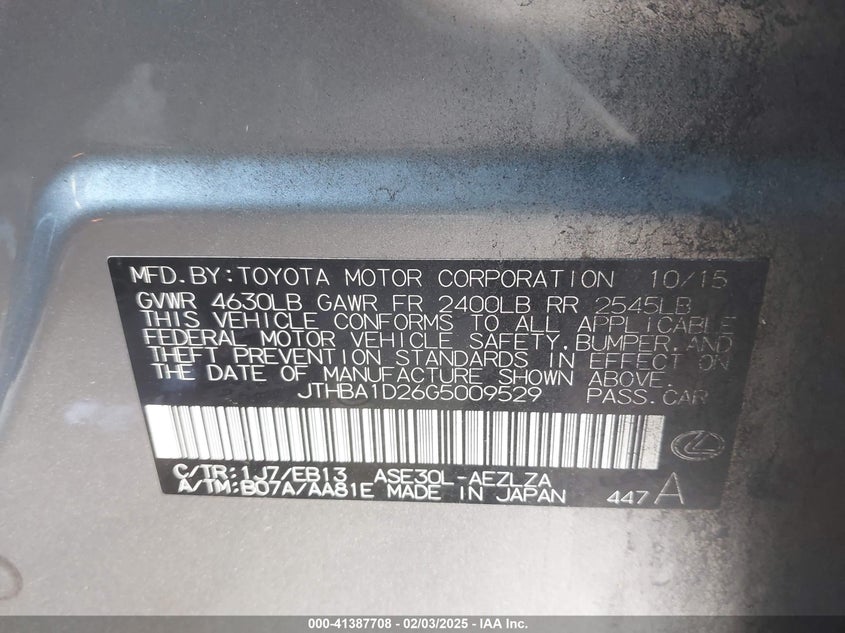 MFD.BY:TOYOTA MOTOR CORPORATION 10/15
GVWR 4630LB GAWR FR 2400LB RR 2545LB
THIS VEHICLE CONFORMS TO ALL APPLICABLE
FEDERAL MOTOR VEHICLE SAFETY,BUMPER,AND
THEFT PREVENTION STANDARDS IN EFFECT ON
THE DATE OF MANUFACTURE SHOWN ABOVE.
JTHBA1D26G5009529 PASS.CAR
C/TR:1J7/EB13 ASE30L-AEZLZA
A/TM:B07A/AA81E MADE IN JAPAN 447A
000-41387708 - 02/03/2025 - IAA Inc.